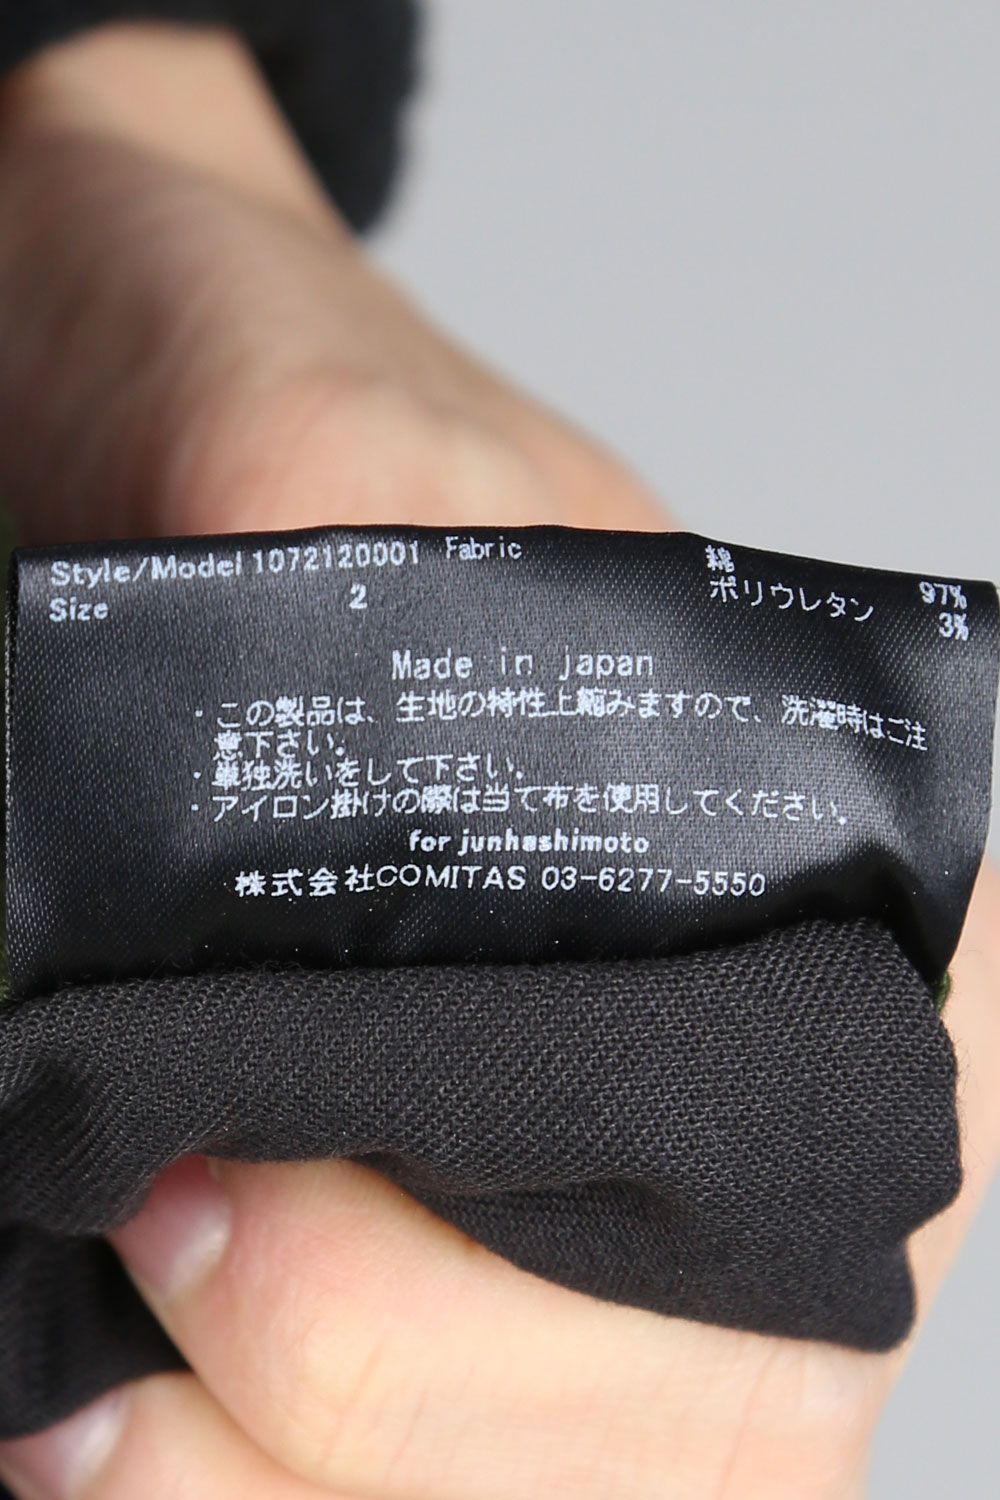 Style/Model 1072120001 Fabric 綿 97%
Size 2 ポリウレタン 3%
Made in japan
・この製品は、生地の特性上縮みますので、洗濯時はご注
意下さい。
・単独洗いをして下さい。
・アイロン掛けの際は当て布を使用してください。
for junhashimoto
株式会社COMITAS 03-6277-5550